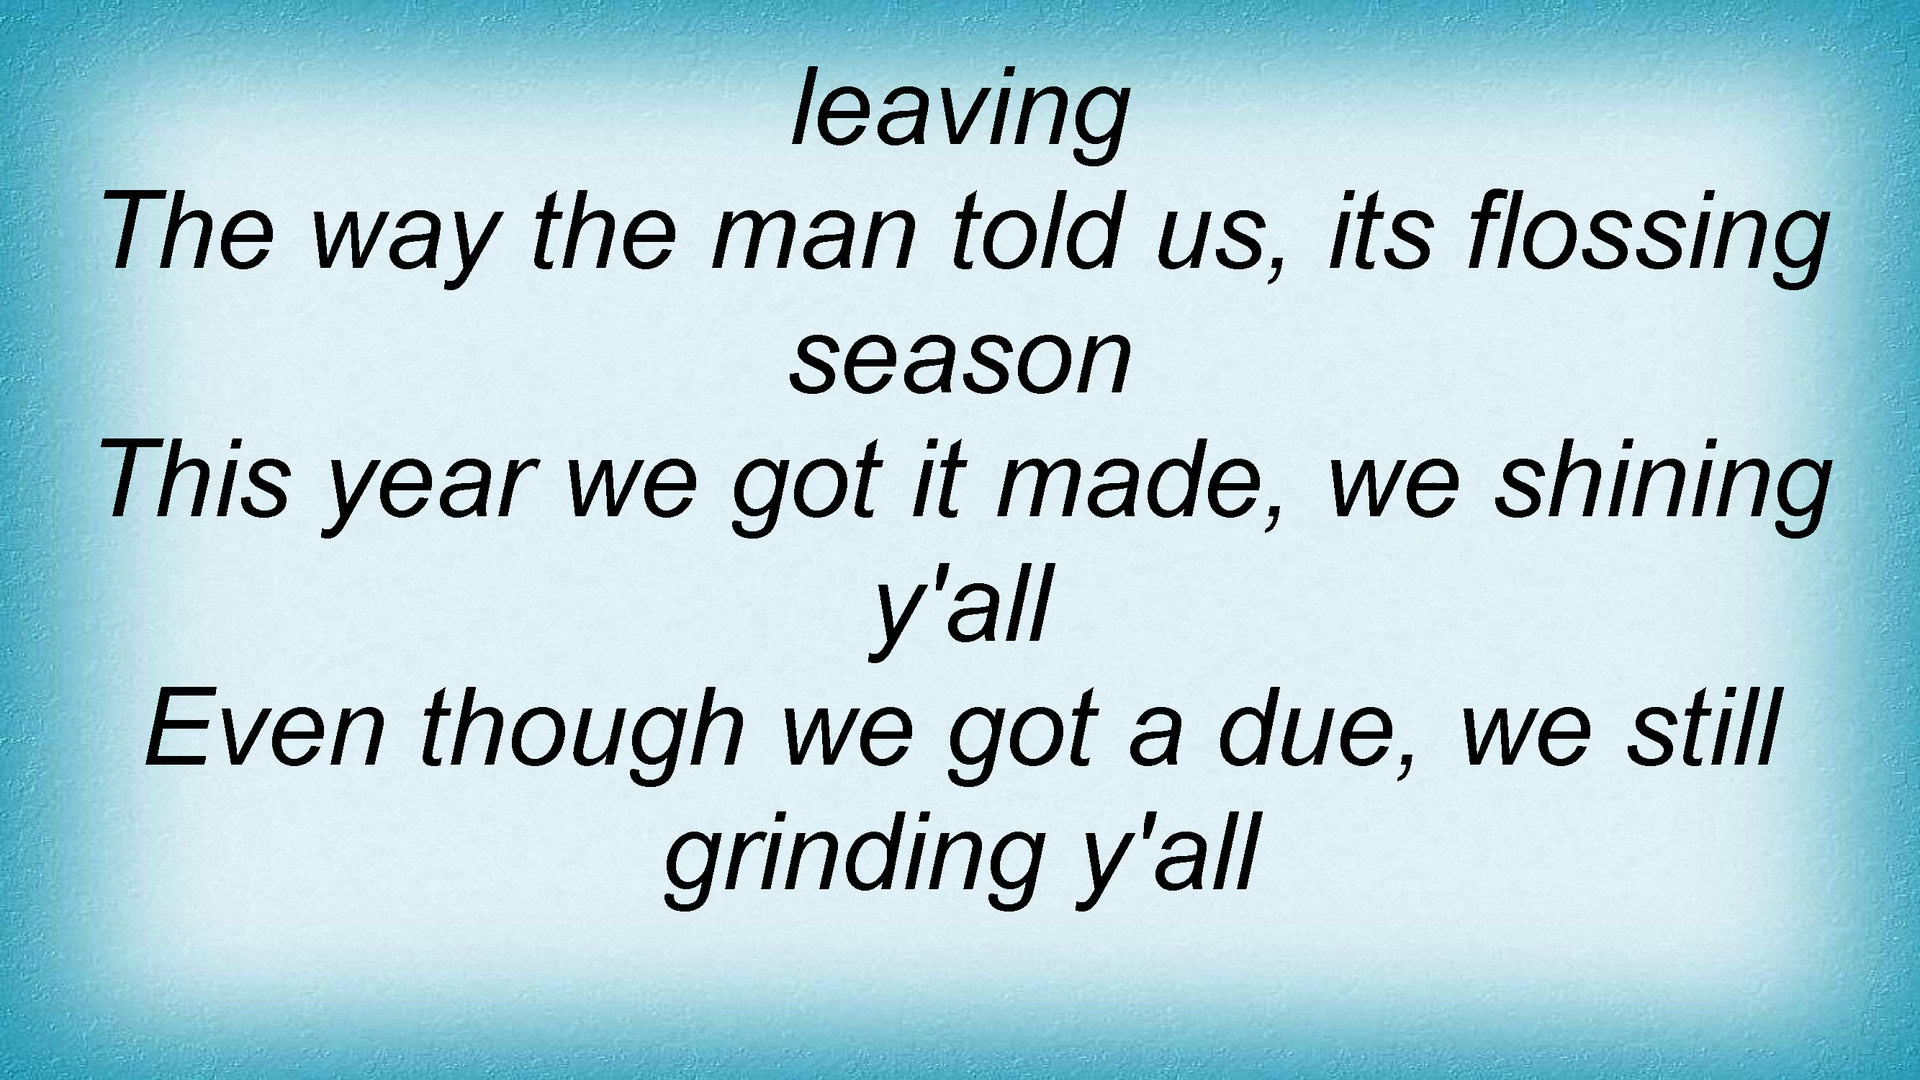 leaving
The way the man told us, its flossing
season
This year we got it made, we shining
y'all
Even though we got a due, we still
grinding y'all